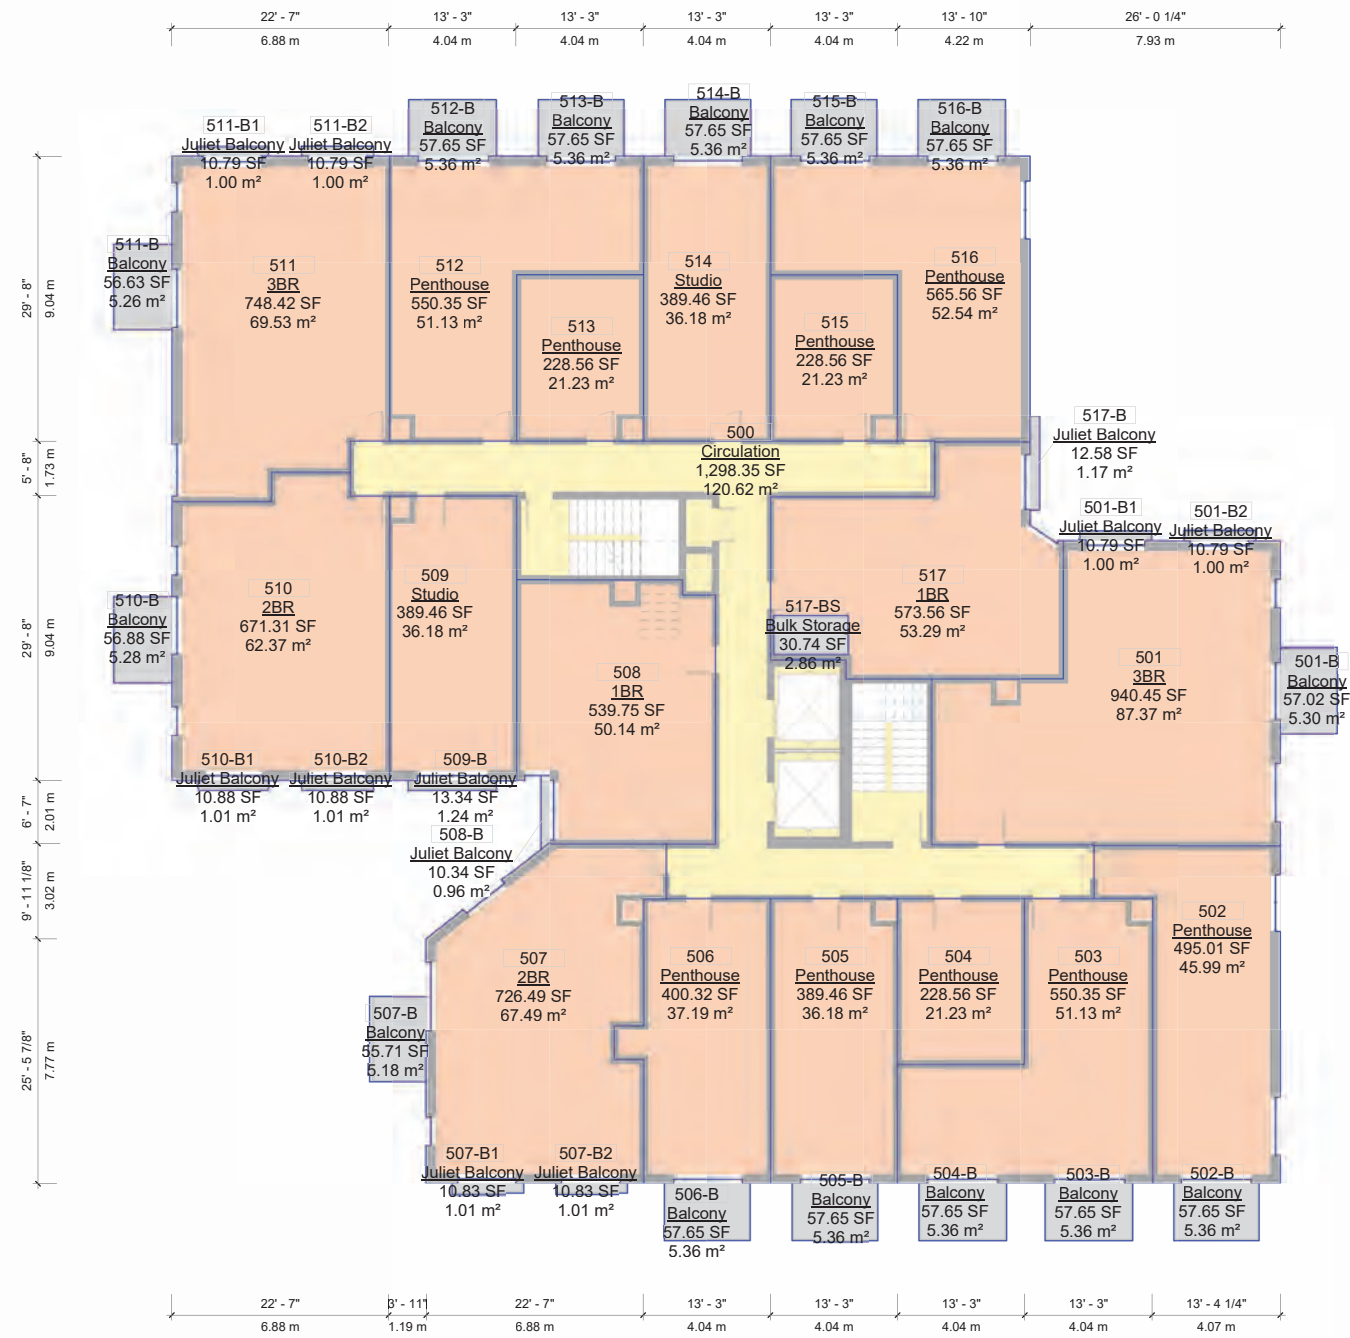 22' - 7"
13' - 3"
13' - 3"
13' - 3"
13' - 3"
13' - 10"
26' - 0 1/4"
6.88 m
4.04 m
4.04 m
4.04 m
4.04 m
4.22 m
7.93 m
511-B1
Juliet Balcony
10.79 SF
1.00 m²
511-B2
Juliet Balcony
10.79 SF
1.00 m²
512-B
Balcony
57.65 SF
5.36 m²
513-B
Balcony
57.65 SF
5.36 m²
514-B
Balcony
57.65 SF
5.36 m²
515-B
Balcony
57.65 SF
5.36 m²
516-B
Balcony
57.65 SF
5.36 m²
29' - 8"
9.04 m
511-B
Balcony
56.63 SF
5.26 m²
511
3BR
748.42 SF
69.53 m²
512
Penthouse
550.35 SF
51.13 m²
513
Penthouse
228.56 SF
21.23 m²
514
Studio
389.46 SF
36.18 m²
515
Penthouse
228.56 SF
21.23 m²
516
Penthouse
565.56 SF
52.54 m²
517-B
Juliet Balcony
12.58 SF
1.17 m²
5' - 8"
1.73 m
500
Circulation
1,298.35 SF
120.62 m²
501-B1
Juliet Balcony
10.79 SF
1.00 m²
501-B2
Juliet Balcony
10.79 SF
1.00 m²
29' - 8"
9.04 m
510-B
Balcony
56.88 SF
5.28 m²
510
2BR
671.31 SF
62.37 m²
509
Studio
389.46 SF
36.18 m²
508
1BR
539.75 SF
50.14 m²
517-BS
Bulk Storage
30.74 SF
2.86 m²
517
1BR
573.56 SF
53.29 m²
501
3BR
940.45 SF
87.37 m²
501-B
Balcony
57.02 SF
5.30 m²
510-B1
Juliet Balcony
10.88 SF
1.01 m²
510-B2
Juliet Balcony
10.88 SF
1.01 m²
509-B
Juliet Balcony
13.34 SF
1.24 m²
6' - 7"
2.01 m
508-B
Juliet Balcony
10.34 SF
0.96 m²
9' - 11 1/8"
3.02 m
507
2BR
726.49 SF
67.49 m²
506
Penthouse
400.32 SF
37.19 m²
505
Penthouse
389.46 SF
36.18 m²
504
Penthouse
228.56 SF
21.23 m²
503
Penthouse
550.35 SF
51.13 m²
502
Penthouse
495.01 SF
45.99 m²
25' - 5 7/8"
7.77 m
507-B
Balcony
55.71 SF
5.18 m²
507-B1
Juliet Balcony
10.83 SF
1.01 m²
507-B2
Juliet Balcony
10.83 SF
1.01 m²
506-B
Balcony
57.65 SF
5.36 m²
505-B
Balcony
57.65 SF
5.36 m²
504-B
Balcony
57.65 SF
5.36 m²
503-B
Balcony
57.65 SF
5.36 m²
502-B
Balcony
57.65 SF
5.36 m²
22' - 7"
3' - 11"
22' - 7"
13' - 3"
13' - 3"
13' - 3"
13' - 3"
13' - 4 1/4"
6.88 m
1.19 m
6.88 m
4.04 m
4.04 m
4.04 m
4.04 m
4.07 m